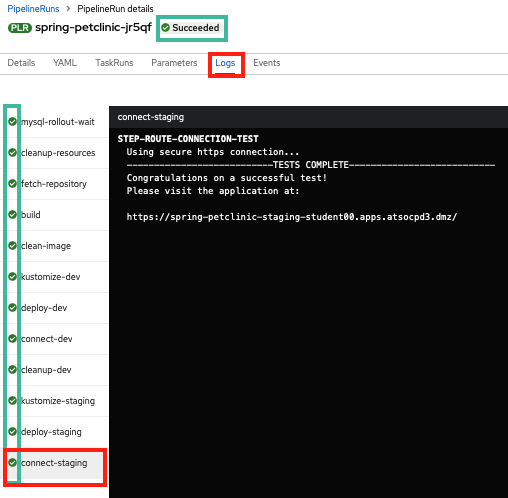 PipelineRuns > PipelineRun details
PLR spring-petclinic-jr5qf Succeeded
Details YAML TaskRuns Parameters Logs Events
mysql-rollout-wait
cleanup-resources
fetch-repository
build
clean-image
kustomize-dev
deploy-dev
connect-dev
cleanup-dev
kustomize-staging
deploy-staging
connect-staging
connect-staging
STEP-ROUTE-CONNECTION-TEST
Using secure https connection...
---------------------------TESTS COMPLETE---------------------------
Congratulations on a successful test!
Please visit the application at:
https://spring-petclinic-staging-student00.apps.atsocpd3.dmz/